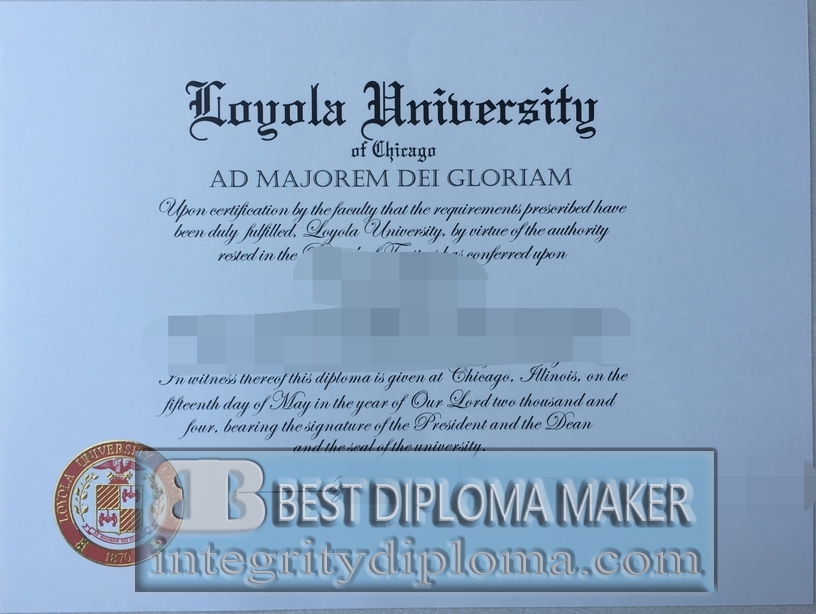 Loyola University
of Chicago
AD MAJOREM DEI GLORIAM
Upon certification by the faculty that the requirements prescribed have
been duly fulfilled, Loyola University, by virtue of the authority
rested in the has conferred upon
In witness thereof this diploma is given at Chicago, Illinois, on the
fifteenth day of May in the year of Our Lord two thousand and
four, bearing the signature of the President and the Dean
and the seal of the university.
LOYOLA UNIVERSITY
1870
B BEST DIPLOMA MAKER
integritydiploma.com